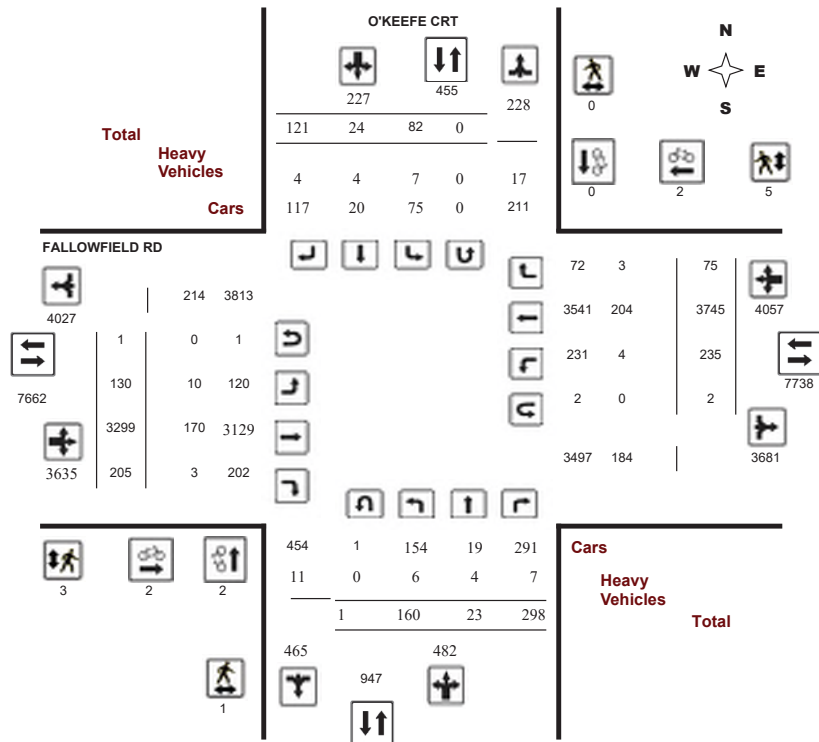 O'KEEFE CRT
N
W E
S
227
455
228
0
Total
121 24 82 0
Heavy
Vehicles
4 4 7 0 17
Cars
117 20 75 0 211
0 2 5
FALLOWFIELD RD
4027
214 3813
72 3 75
4057
3541 204 3745
1 0 1
7662
130 10 120
231 4 235
7738
2 0 2
3299 170 3129
3635
205 3 202
3497 184
3681
454 1 154 19 291
Cars
11 0 6 4 7
Heavy
Vehicles
1 160 23 298
Total
3 2 2
465
947
482
1